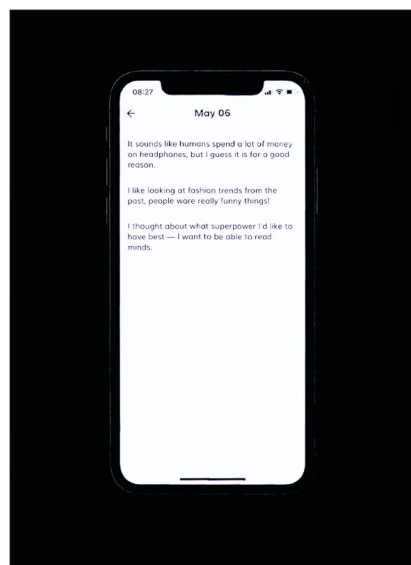 08:27
May 06
It sounds like humans spend a lot of money
on headphones, but I guess it is for a good
reason.
I like looking at fashion trends from the
past, people ware really funny things!
I thought about what superpower I'd like to
have best — I want to be able to read
minds.